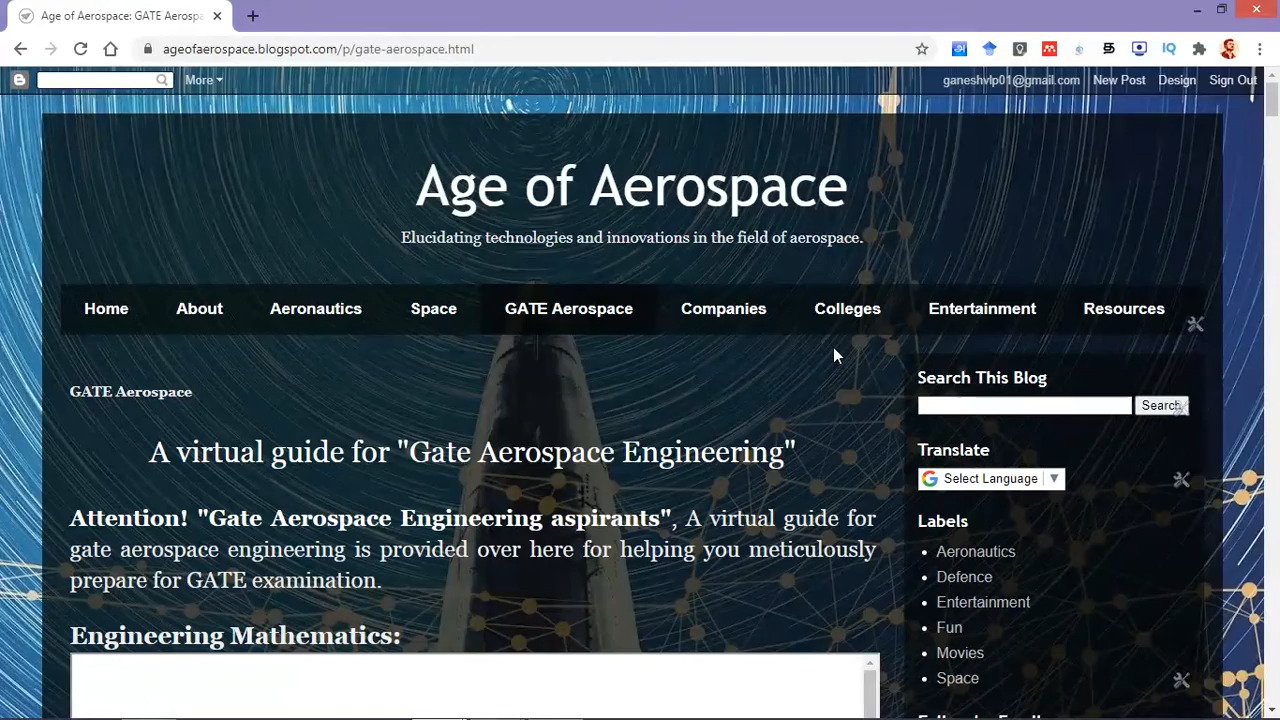 Age of Aerospace: GATE Aerosp
ageofaerospace.blogspot.com/p/gate-aerospace.html
IQ
More
ganeshvlp01@gmail.com New Post Design Sign Out
Age of Aerospace
Elucidating technologies and innovations in the field of aerospace.
Home About Aeronautics Space GATE Aerospace Companies Colleges Entertainment Resources
GATE Aerospace
A virtual guide for "Gate Aerospace Engineering"
Attention! "Gate Aerospace Engineering aspirants", A virtual guide for
gate aerospace engineering is provided over here for helping you meticulously
prepare for GATE examination.
Engineering Mathematics:
Search This Blog
Search
Translate
G Select Language
Labels
Aeronautics
Defence
Entertainment
Fun
Movies
Space